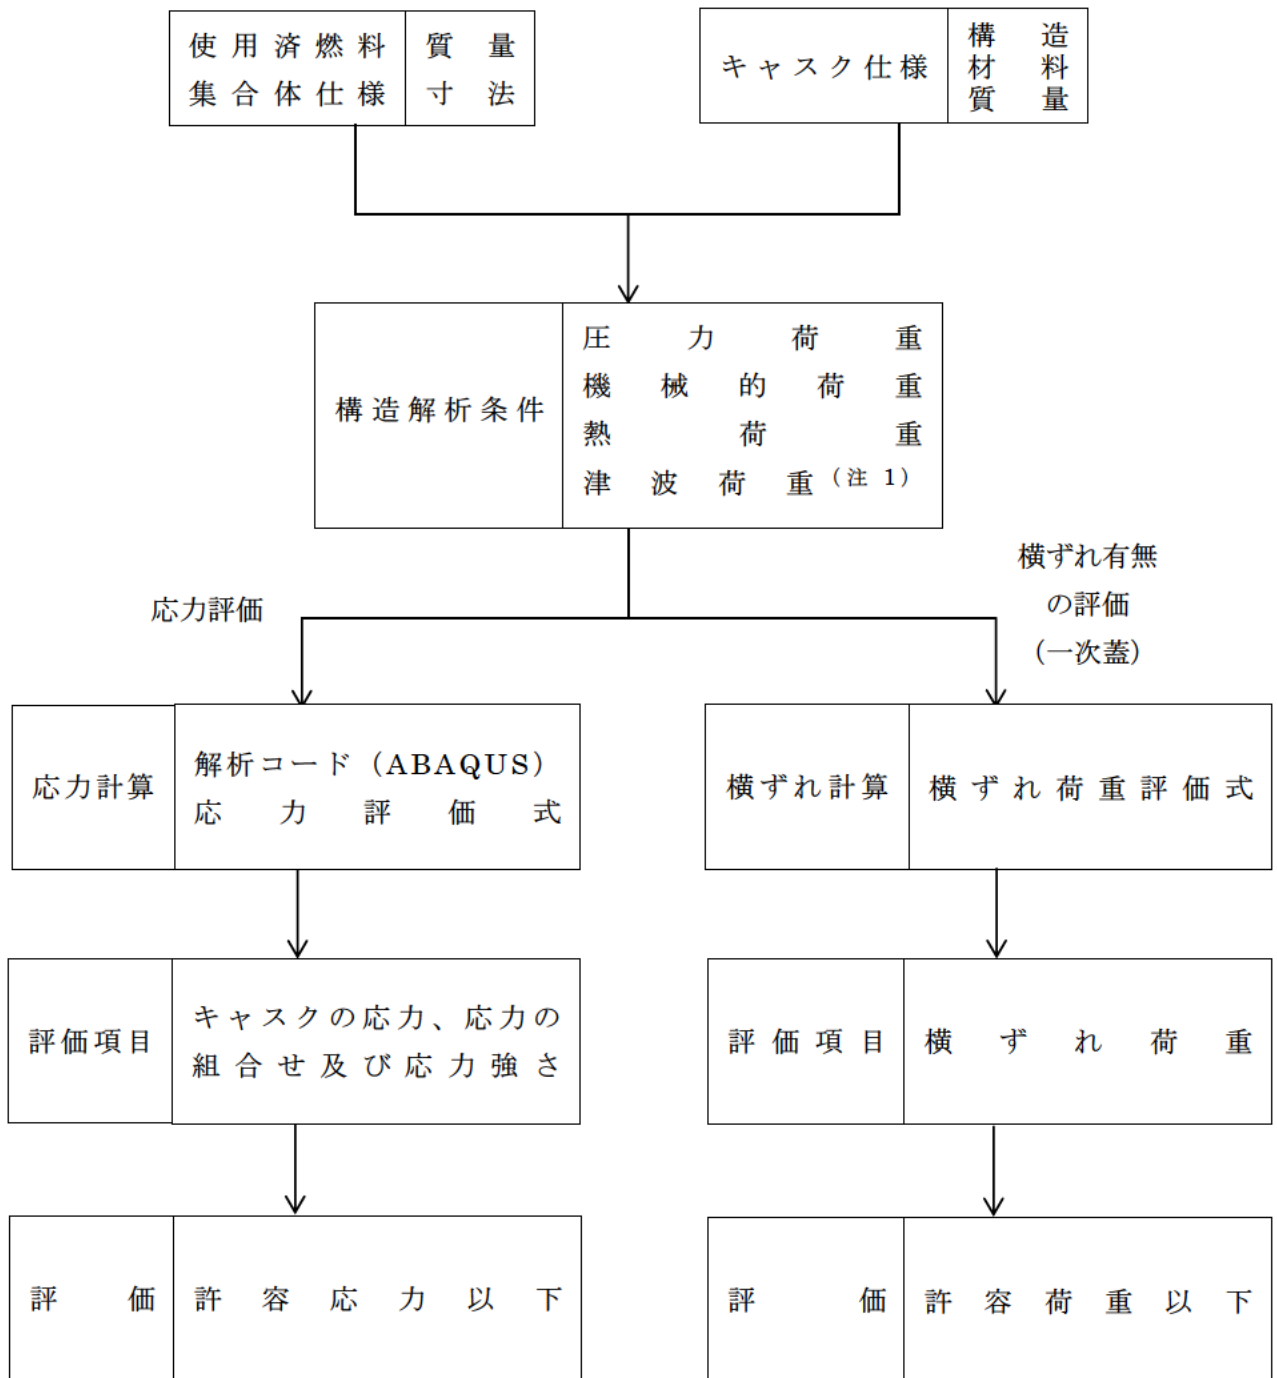 使用済燃料
集合体仕様
質量
寸法
キャスク仕様
構造
材料
質量
構造解析条件
圧力荷重
機械的荷重
熱荷重
津波荷重(注 1)
応力評価
横ずれ有無
の評価
(一次蓋)
応力計算
解析コード(ABAQUS)
応力評価式
横ずれ計算
横ずれ荷重評価式
評価項目
キャスクの応力、応力の
組合せ及び応力強さ
評価項目
横ずれ荷重
評価
許容応力以下
評価
許容荷重以下